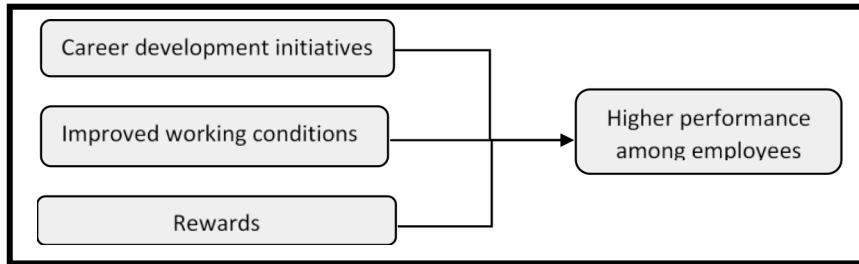 Career development initiatives
Improved working conditions
Higher performance
among employees
Rewards